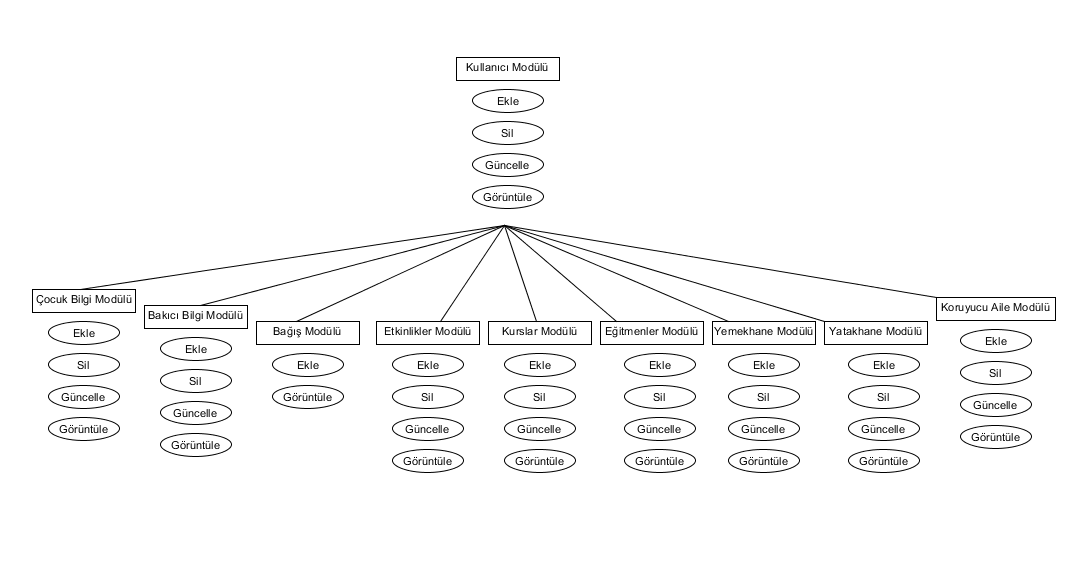 Kullanıcı Modülü
Ekle
Sil
Güncelle
Görüntüle
Çocuk Bilgi Modülü
Ekle
Sil
Güncelle
Görüntüle
Bakıcı Bilgi Modülü
Ekle
Sil
Güncelle
Görüntüle
Bağış Modülü
Ekle
Görüntüle
Etkinlikler Modülü
Ekle
Sil
Güncelle
Görüntüle
Kurslar Modülü
Ekle
Sil
Güncelle
Görüntüle
Eğitmenler Modülü
Ekle
Sil
Güncelle
Görüntüle
Yemekhane Modülü
Ekle
Sil
Güncelle
Görüntüle
Yatakhane Modülü
Ekle
Sil
Güncelle
Görüntüle
Koruyucu Aile Modülü
Ekle
Sil
Güncelle
Görüntüle